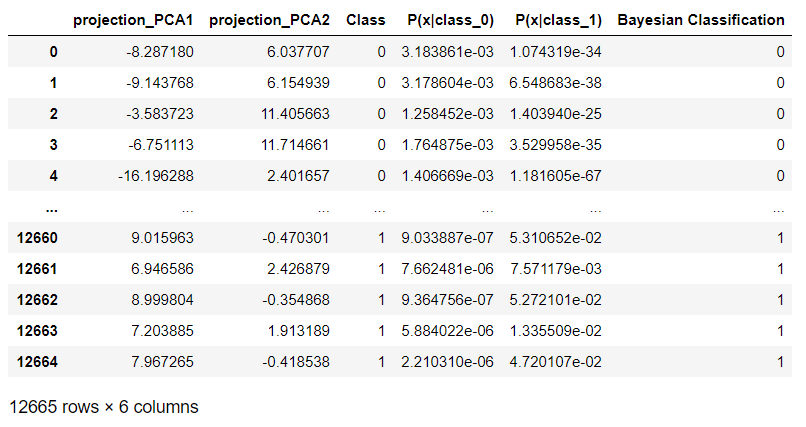 projection_PCA1 projection_PCA2 Class P(x|class_0) P(x|class_1) Bayesian Classification
0 -8.287180 6.037707 0 3.183861e-03 1.074319e-34 0
1 -9.143768 6.154939 0 3.178604e-03 6.548683e-38 0
2 -3.583723 11.405663 0 1.258452e-03 1.403940e-25 0
3 -6.751113 11.714661 0 1.764875e-03 3.529958e-35 0
4 -16.196288 2.401657 0 1.406669e-03 1.181605e-67 0
... ... ... ... ... ... ...
12660 9.015963 -0.470301 1 9.033887e-07 5.310652e-02 1
12661 6.946586 2.426879 1 7.662481e-06 7.571179e-03 1
12662 8.999804 -0.354868 1 9.364756e-07 5.272101e-02 1
12663 7.203885 1.913189 1 5.884022e-06 1.335509e-02 1
12664 7.967265 -0.418538 1 2.210310e-06 4.720107e-02 1
12665 rows × 6 columns